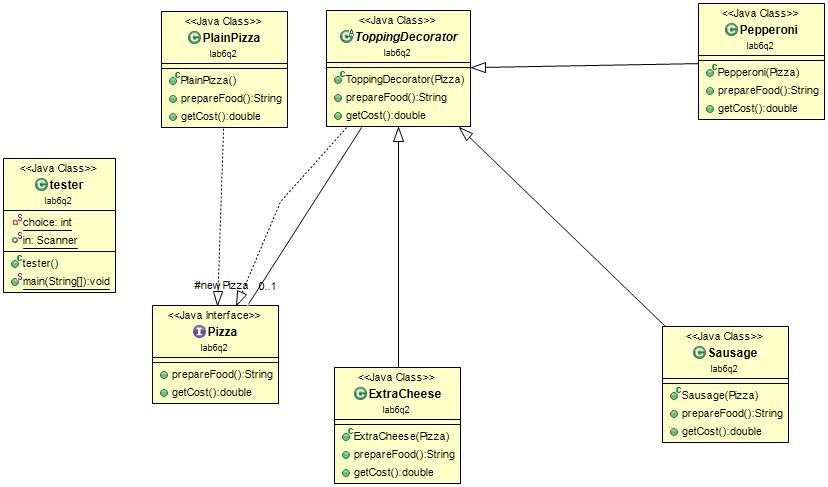 <<Java Class>>
PlainPizza
lab6q2
PlainPizza()
prepareFood():String
getCost():double
<<Java Class>>
ToppingDecorator
lab6q2
ToppingDecorator(Pizza)
prepareFood():String
getCost():double
<<Java Class>>
Pepperoni
lab6q2
Pepperoni(Pizza)
prepareFood():String
getCost():double
<<Java Class>>
tester
lab6q2
choice: int
in: Scanner
tester()
main(String[]):void
#newPizza 0..1
<<Java Interface>>
Pizza
lab6q2
prepareFood():String
getCost():double
<<Java Class>>
ExtraCheese
lab6q2
ExtraCheese(Pizza)
prepareFood():String
getCost():double
<<Java Class>>
Sausage
lab6q2
Sausage(Pizza)
prepareFood():String
getCost():double